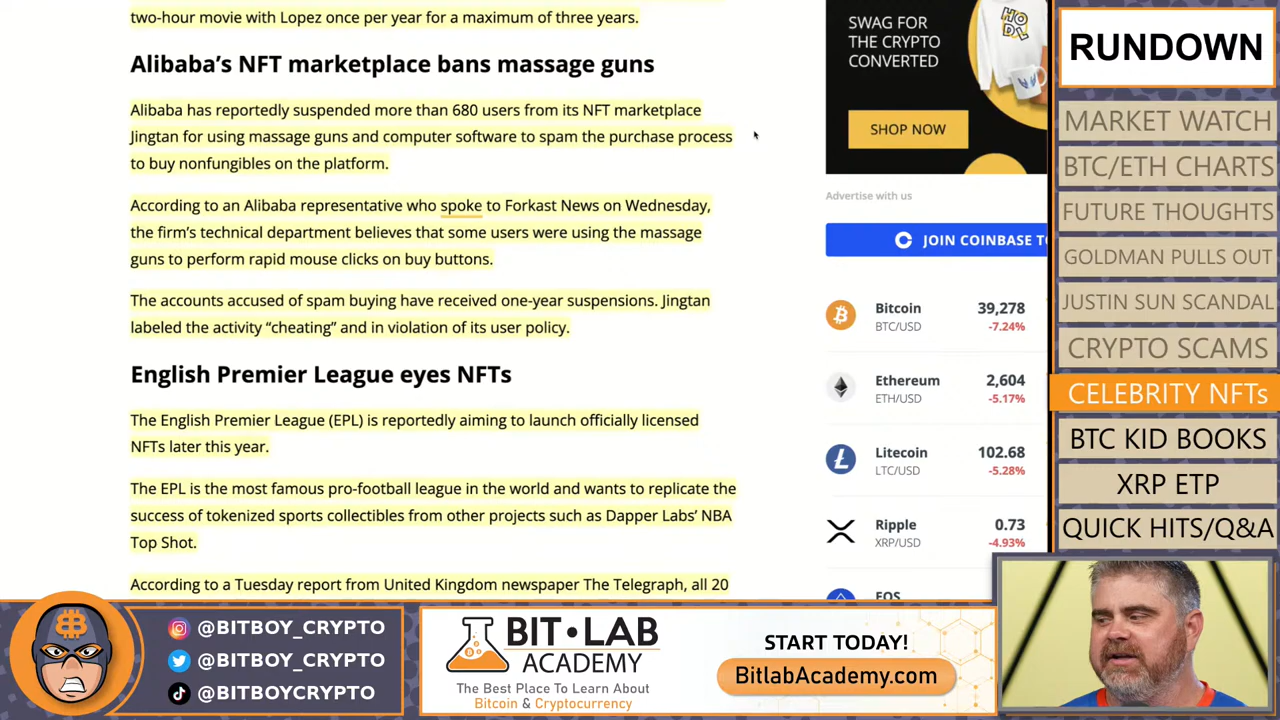 two-hour movie with Lopez once per year for a maximum of three years.
Alibaba’s NFT marketplace bans massage guns
Alibaba has reportedly suspended more than 680 users from its NFT marketplace
Jingtan for using massage guns and computer software to spam the purchase process
to buy nonfungibles on the platform.
According to an Alibaba representative who spoke to Forkast News on Wednesday,
the firm’s technical department believes that some users were using the massage
guns to perform rapid mouse clicks on buy buttons.
The accounts accused of spam buying have received one-year suspensions. Jingtan
labeled the activity “cheating” and in violation of its user policy.
English Premier League eyes NFTs
The English Premier League (EPL) is reportedly aiming to launch officially licensed
NFTs later this year.
The EPL is the most famous pro-football league in the world and wants to replicate the
success of tokenized sports collectibles from other projects such as Dapper Labs’ NBA
Top Shot.
According to a Tuesday report from United Kingdom newspaper The Telegraph, all 20
SWAG FOR
THE CRYPTO
CONVERTED
HO
DL
SHOP NOW
Advertise with us
JOIN COINBASE TO
Bitcoin 39,278
BTC/USD -7.24%
Ethereum 2,604
ETH/USD -5.17%
Litecoin 102.68
LTC/USD -5.28%
Ripple 0.73
XRP/USD -4.93%
EOS
RUNDOWN
MARKET WATCH
BTC/ETH CHARTS
FUTURE THOUGHTS
GOLDMAN PULLS OUT
JUSTIN SUN SCANDAL
CRYPTO SCAMS
CELEBRITY NFTs
BTC KID BOOKS
XRP ETP
QUICK HITS/Q&A
@BITBOY_CRYPTO
@BITBOY_CRYPTO
@BITBOYCRYPTO
BIT•LAB
ACADEMY
The Best Place To Learn About
Bitcoin & Cryptocurrency
START TODAY!
BitlabAcademy.com